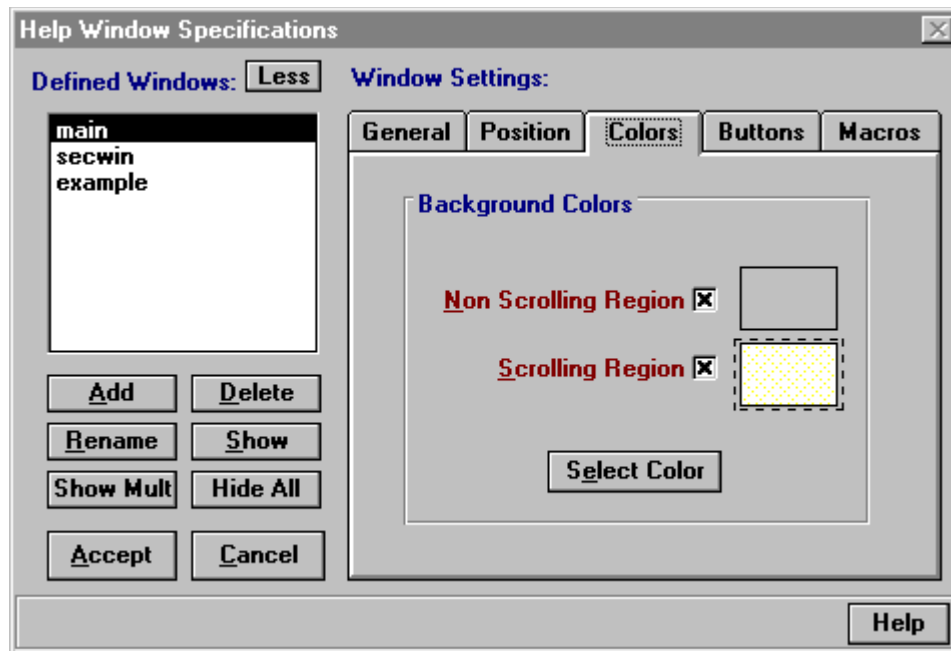 Help Window Specifications
Defined Windows: Less
Window Settings:
main
secwin
example
General Position Colors Buttons Macros
Background Colors
Non Scrolling Region
Scrolling Region
Select Color
Add Delete
Rename Show
Show Mult Hide All
Accept Cancel
Help